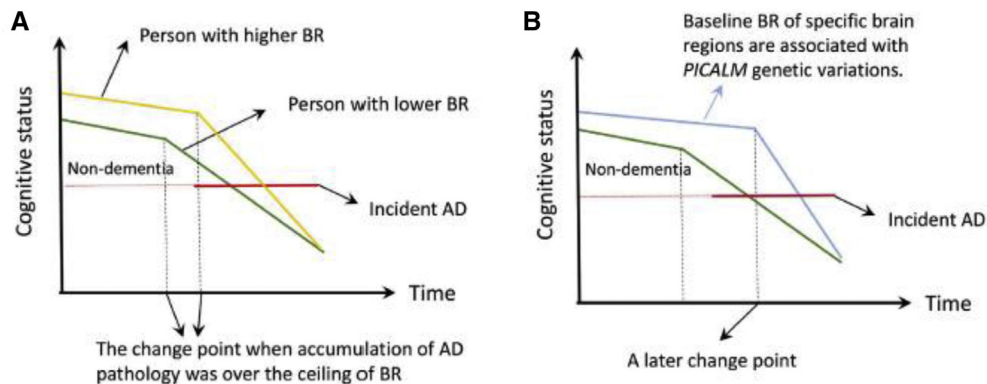 A
Person with higher BR
Person with lower BR
Cognitive status
Non-dementia
Incident AD
Time
The change point when accumulation of AD
pathology was over the ceiling of BR
B
Baseline BR of specific brain
regions are associated with
PICALM genetic variations.
Cognitive status
Non-dementia
Incident AD
Time
A later change point